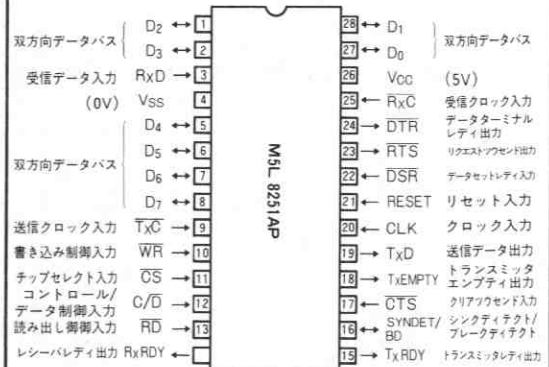 双方向データバス
D₂ ↔ 1
D₃ ↔ 2
受信データ入力 RxD → 3
(0V) Vss 4
双方向データバス
D₄ ↔ 5
D₅ ↔ 6
D₆ ↔ 7
D₇ ↔ 8
送信クロック入力 T̅x̅C̅ → 9
書き込み制御入力 W̅R̅ → 10
チップセレクト入力 C̅S̅ → 11
コントロール/
データ制御入力 C/D̅ → 12
読み出し御御入力 R̅D̅ → 13
レシーバレディ出力 RxRDY ←
M5L 8251AP
28 ↔ D₁
27 ↔ D₀
双方向データバス
26 Vcc (5V)
25 ← R̅x̅C̅ 受信クロック入力
24 → D̅T̅R̅ データターミナル
レディ出力
23 → R̅T̅S̅ リクエストツウセンド出力
22 ← D̅S̅R̅ データセットレディ入力
21 ← RESET リセット入力
20 ← CLK クロック入力
19 → TxD 送信データ出力
18 → TxEMPTY トランスミッタ
エンプティ出力
17 ← C̅T̅S̅ クリアツウセンド入力
16 ↔ SYNDET/ シンクディテクト/
BD ブレークディテクト
15 → TxRDY トランスミッタレディ出力